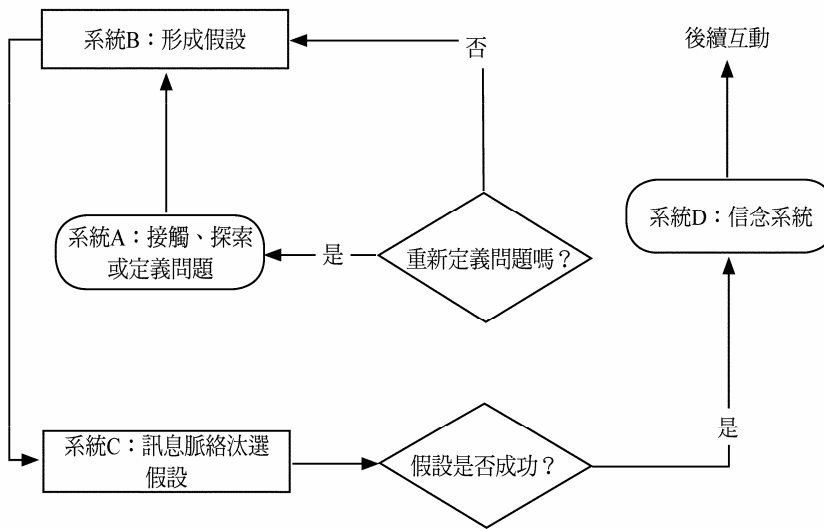 系統B：形成假設
否
後續互動
系統A：接觸、探索
或定義問題
是
重新定義問題嗎？
系統D：信念系統
系統C：訊息脈絡汰選
假設
假設是否成功？
是